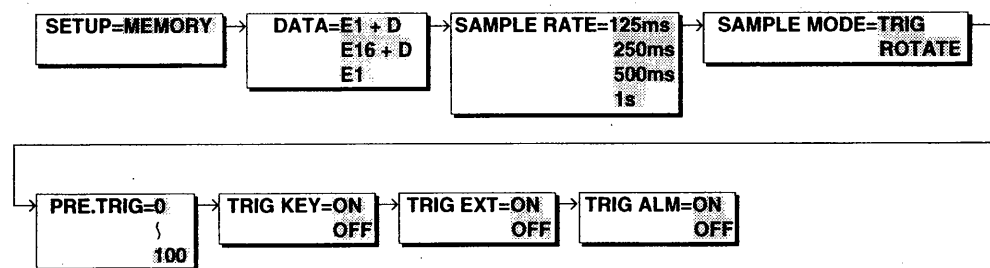 SETUP=MEMORY
DATA=E1 + D
E16 + D
E1
SAMPLE RATE=125ms
250ms
500ms
1s
SAMPLE MODE=TRIG
ROTATE
PRE.TRIG=0
~
100
TRIG KEY=ON
OFF
TRIG EXT=ON
OFF
TRIG ALM=ON
OFF